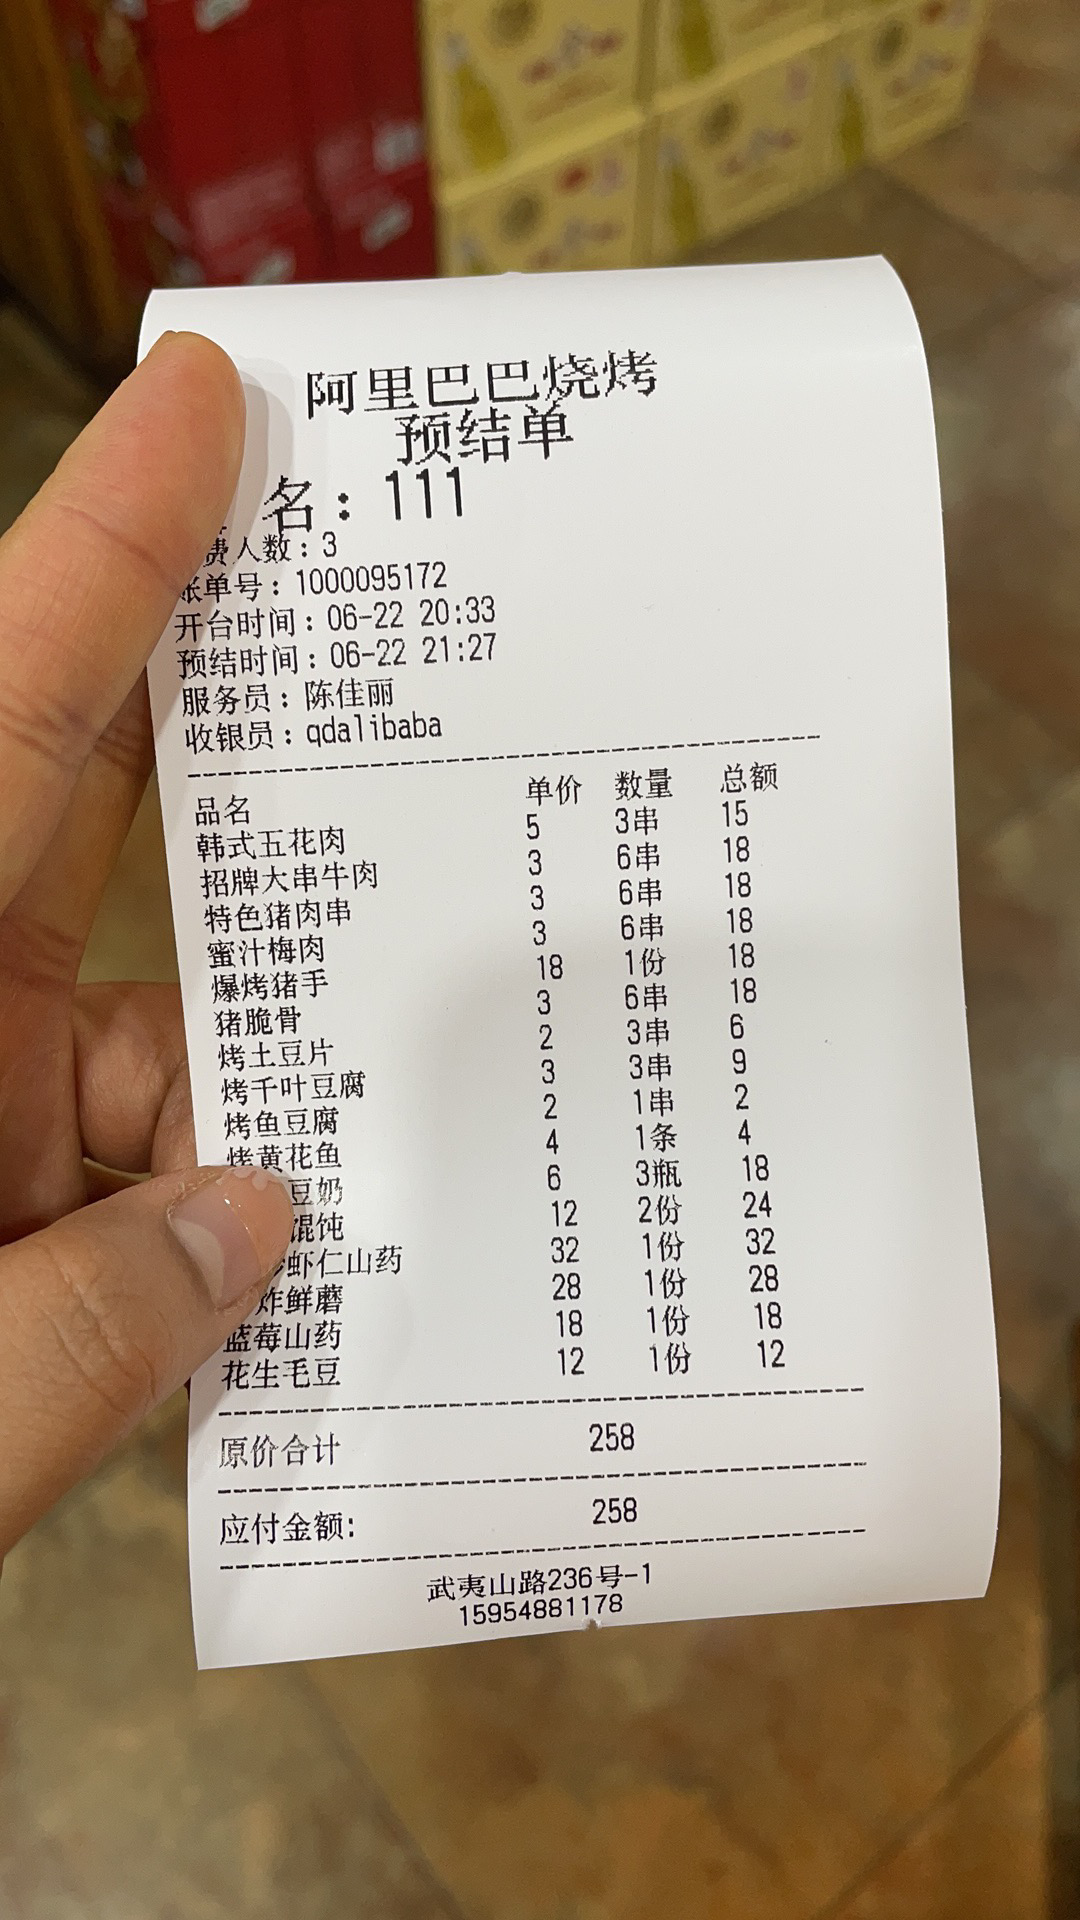 阿里巴巴烧烤
预结单
名：111
费人数：3
账单号：1000095172
开台时间：06-22 20:33
预结时间：06-22 21:27
服务员：陈佳丽
收银员：qdalibaba
品名 单价 数量 总额
韩式五花肉 5 3串 15
招牌大串牛肉 3 6串 18
特色猪肉串 3 6串 18
蜜汁梅肉 3 6串 18
爆烤猪手 18 1份 18
猪脆骨 3 6串 18
烤土豆片 2 3串 6
烤千叶豆腐 3 3串 9
烤鱼豆腐 2 1串 2
烤黄花鱼 4 1条 4
豆奶 6 3瓶 18
馄饨 12 2份 24
虾仁山药 32 1份 32
炸鲜蘑 28 1份 28
蓝莓山药 18 1份 18
花生毛豆 12 1份 12
原价合计 258
应付金额: 258
武夷山路236号-1
15954881178